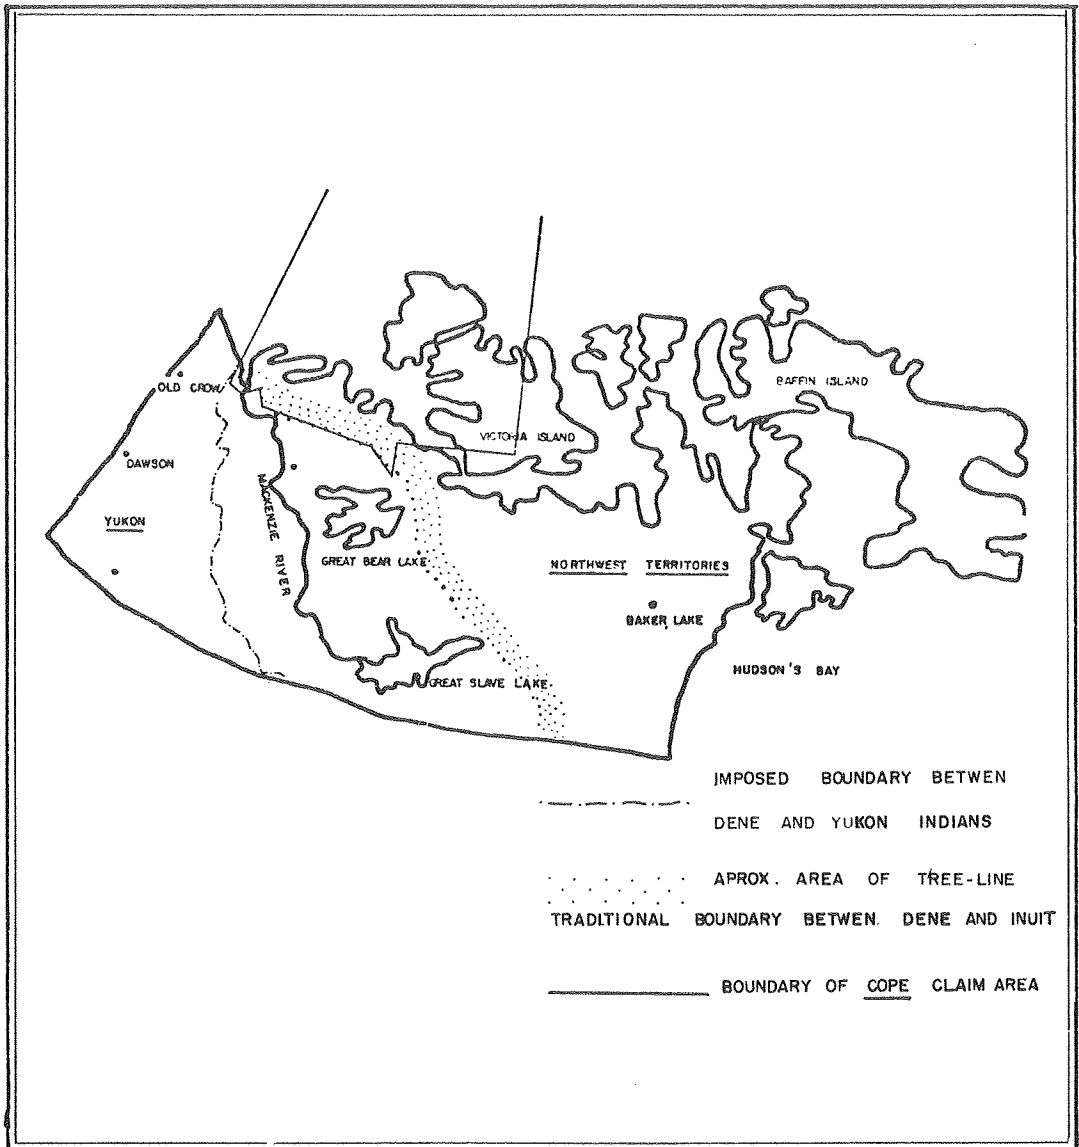 OLD CROW
DAWSON
YUKON
MACKENZIE RIVER
GREAT BEAR LAKE
GREAT SLAVE LAKE
VICTORIA ISLAND
BAFFIN ISLAND
NORTHWEST TERRITORIES
BAKER LAKE
HUDSON'S BAY
IMPOSED BOUNDARY BETWEN
DENE AND YUKON INDIANS
APROX. AREA OF TREE-LINE
TRADITIONAL BOUNDARY BETWEN. DENE AND INUIT
BOUNDARY OF COPE CLAIM AREA